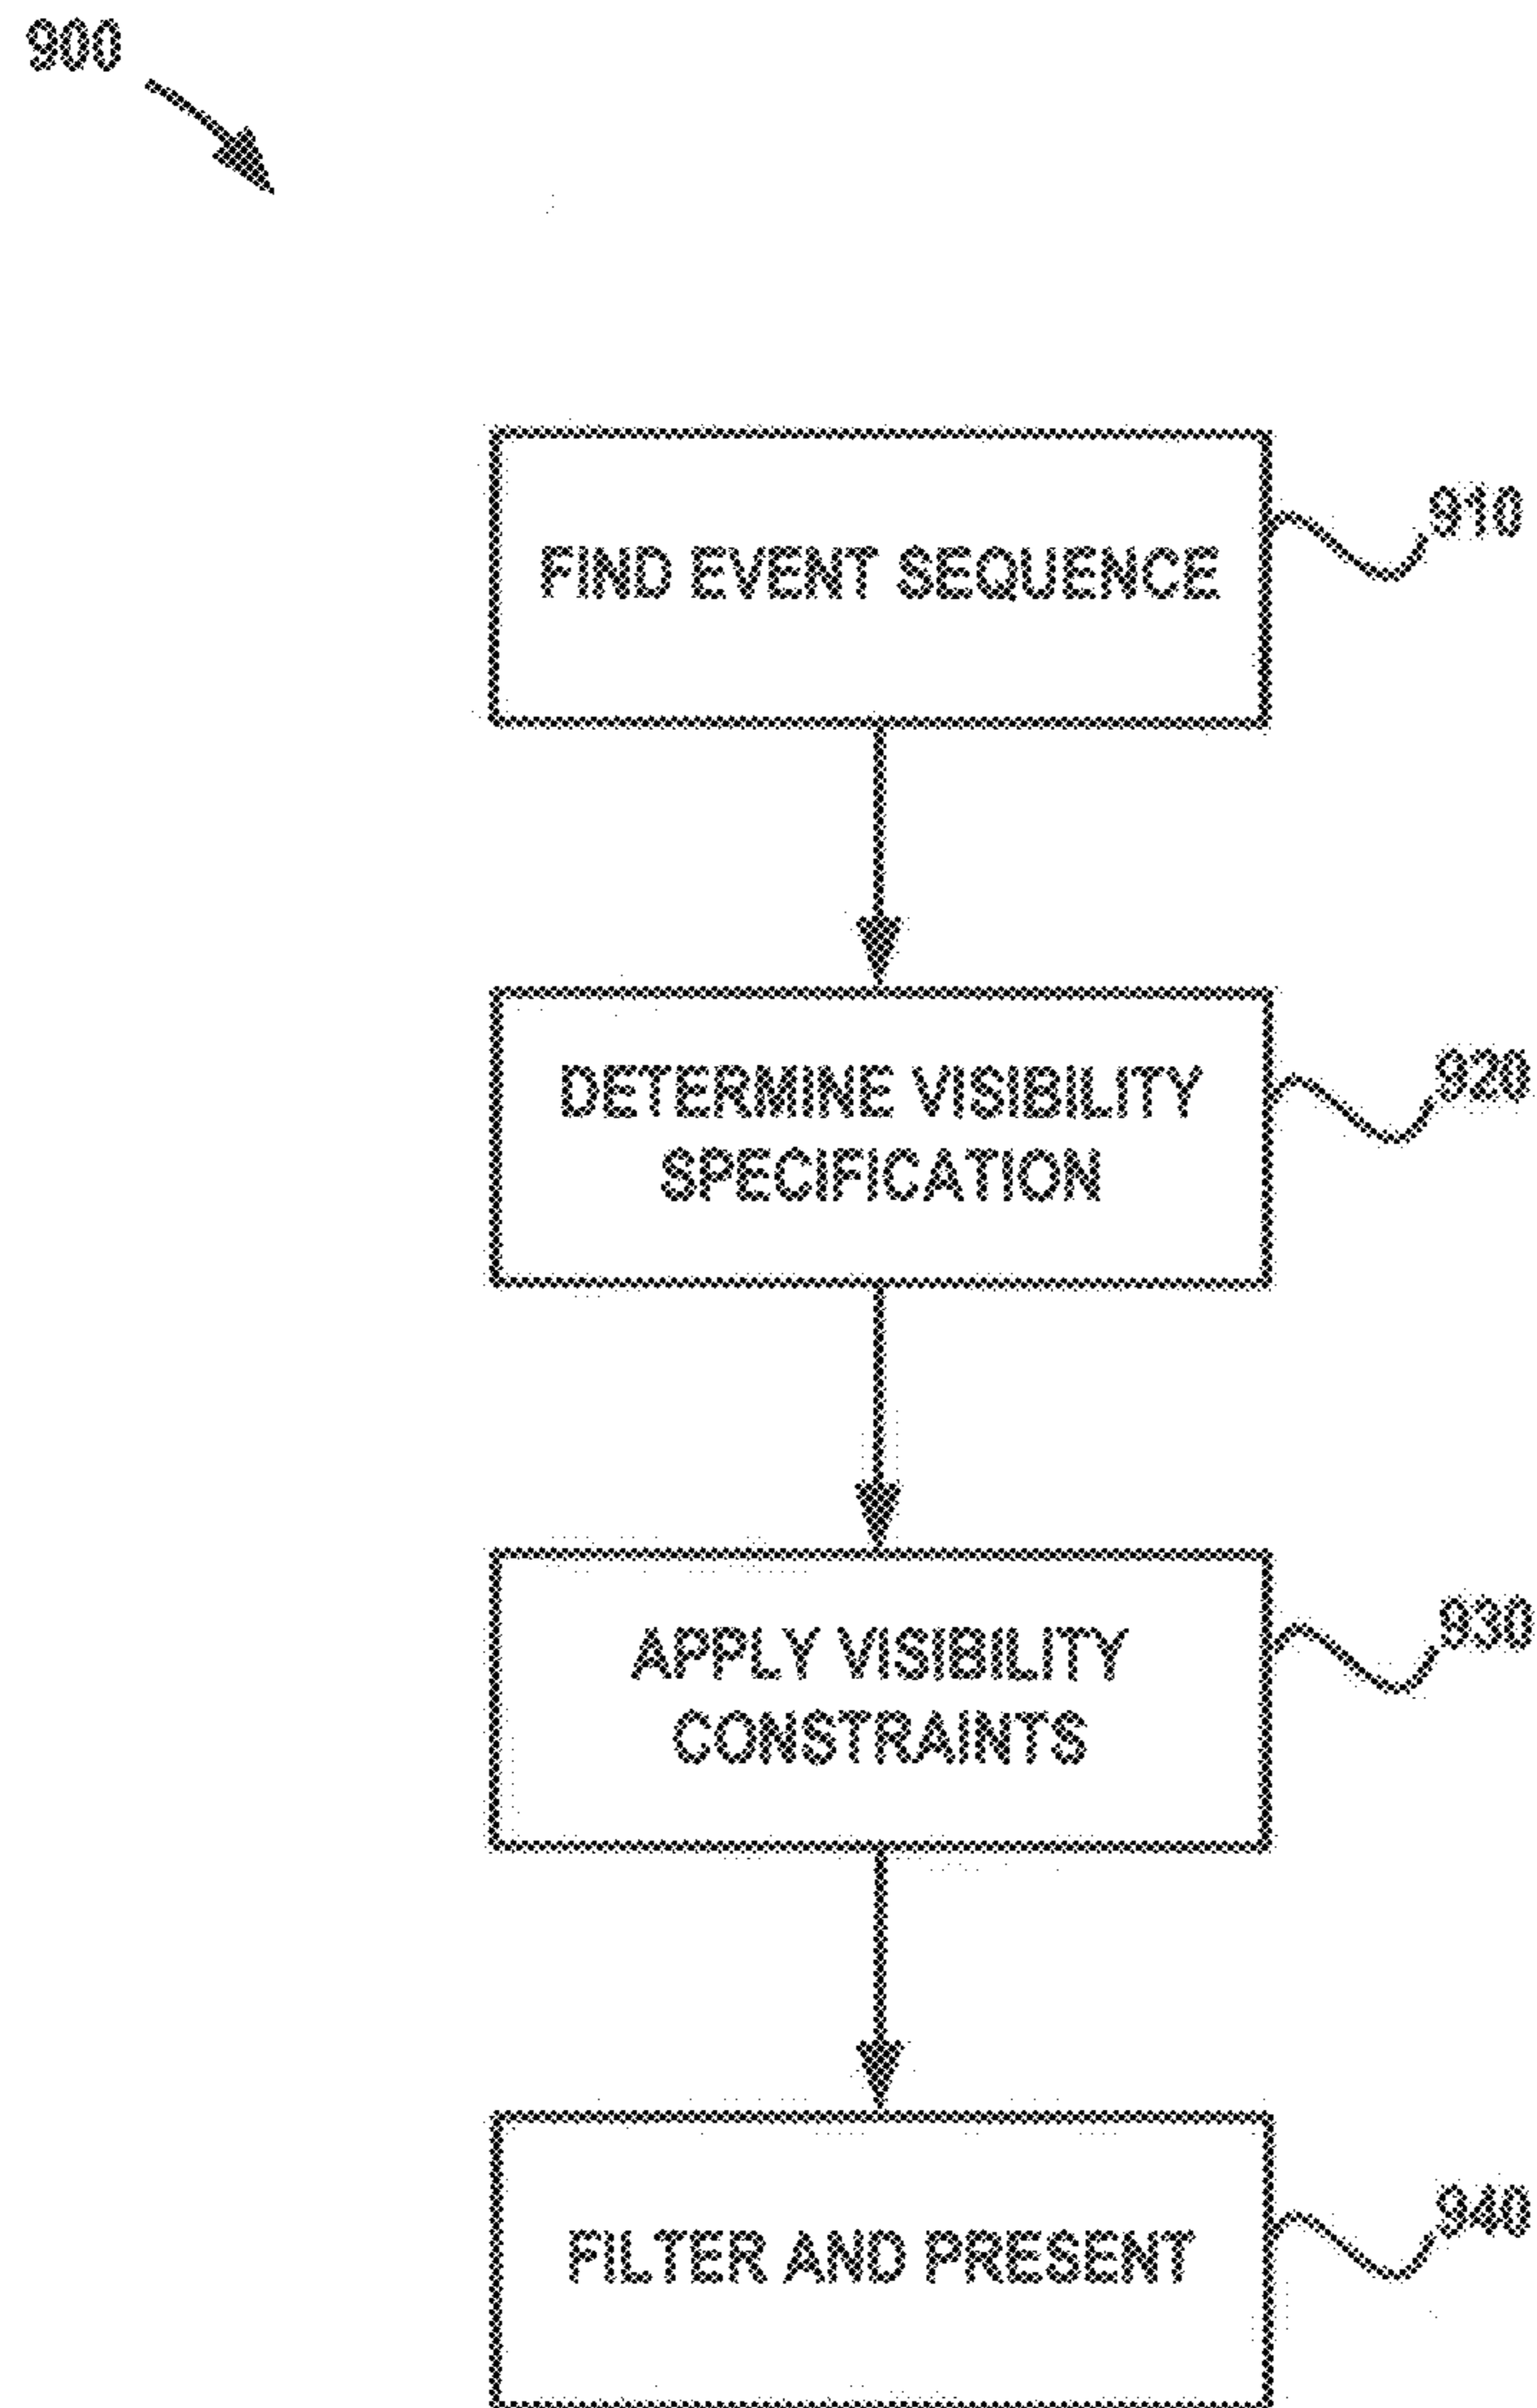 900
FIND EVENT SEQUENCE
910
DETERMINE VISIBILITY
SPECIFICATION
920
APPLY VISIBILITY
CONSTRAINTS
930
FILTER AND PRESENT
940